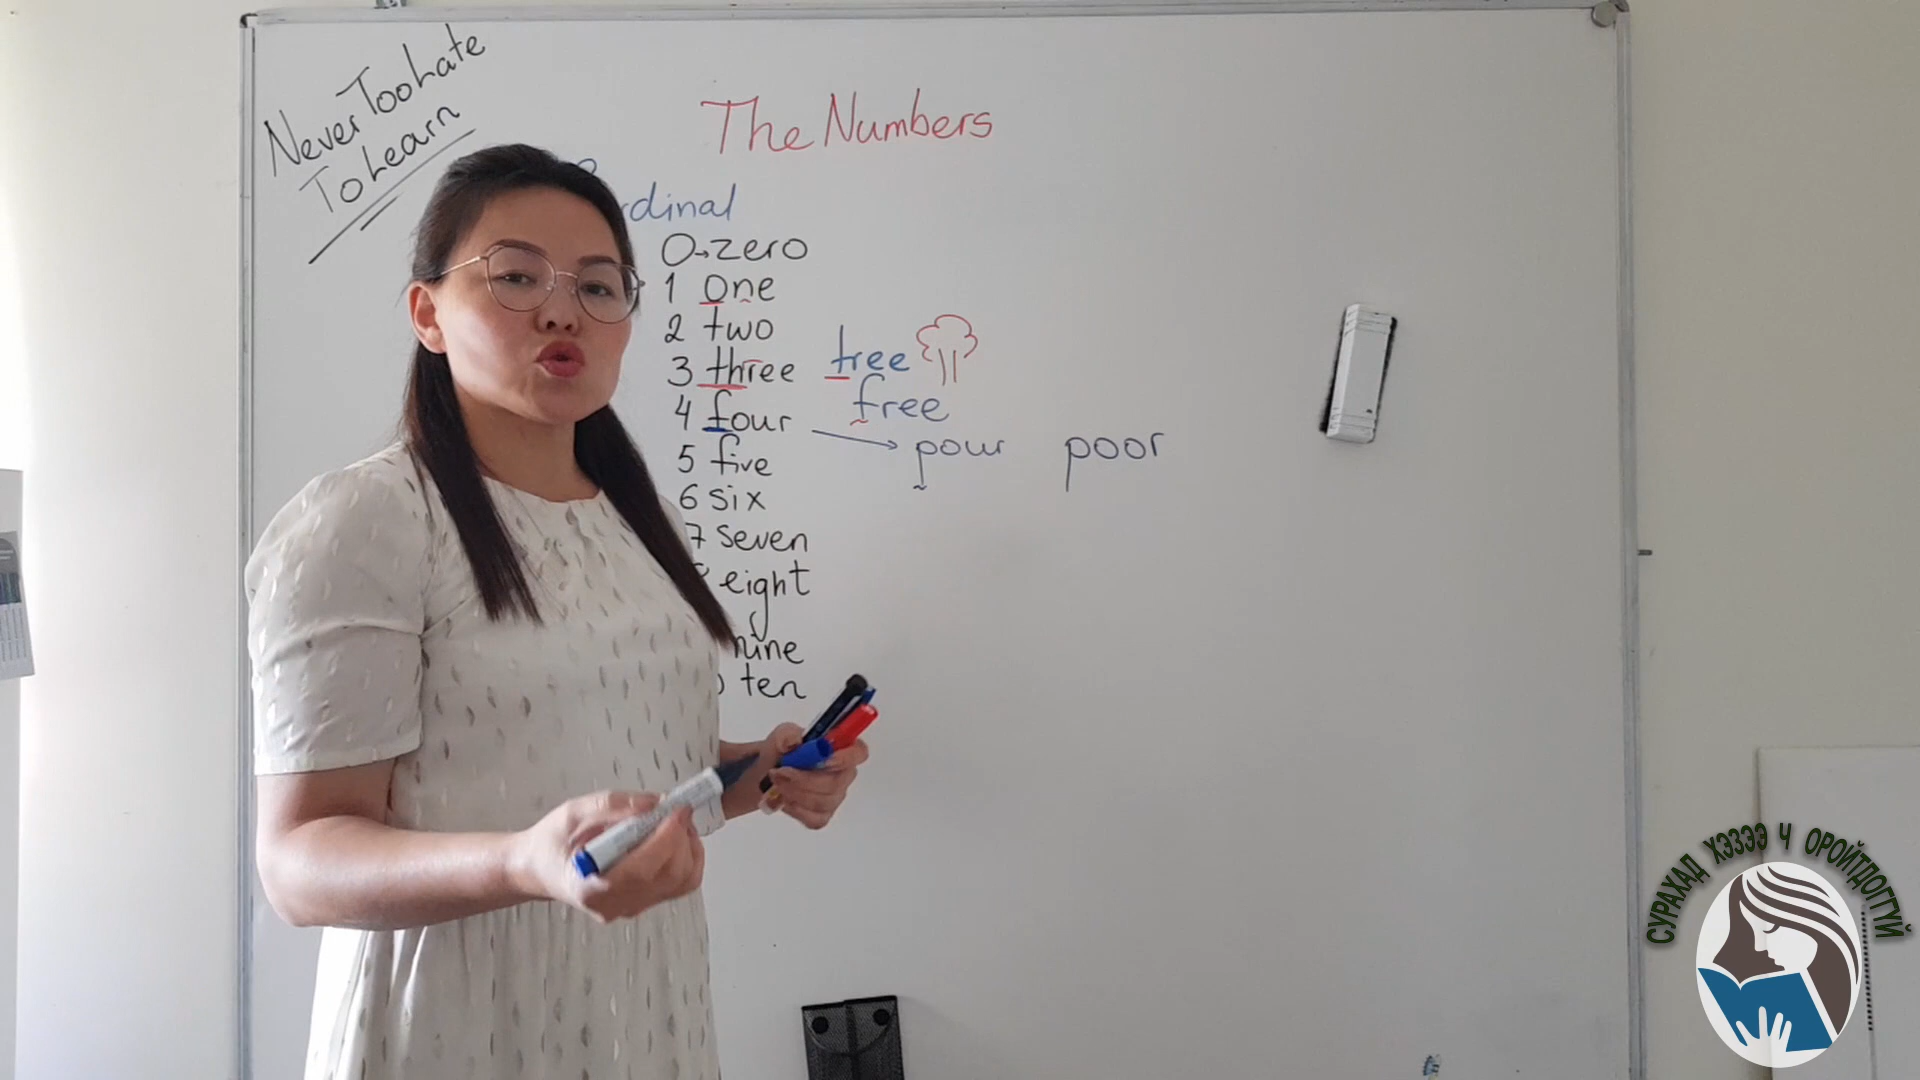 Never Too Late
To Learn
The Numbers
rdinal
0→zero
1 one
2 two
3 three tree
free
4 four → pour poor
5 five
6 six
7 seven
eight
nine
ten
СУРАХАД ХЭЗЭЭ Ч ОРОЙТДОГГҮЙ